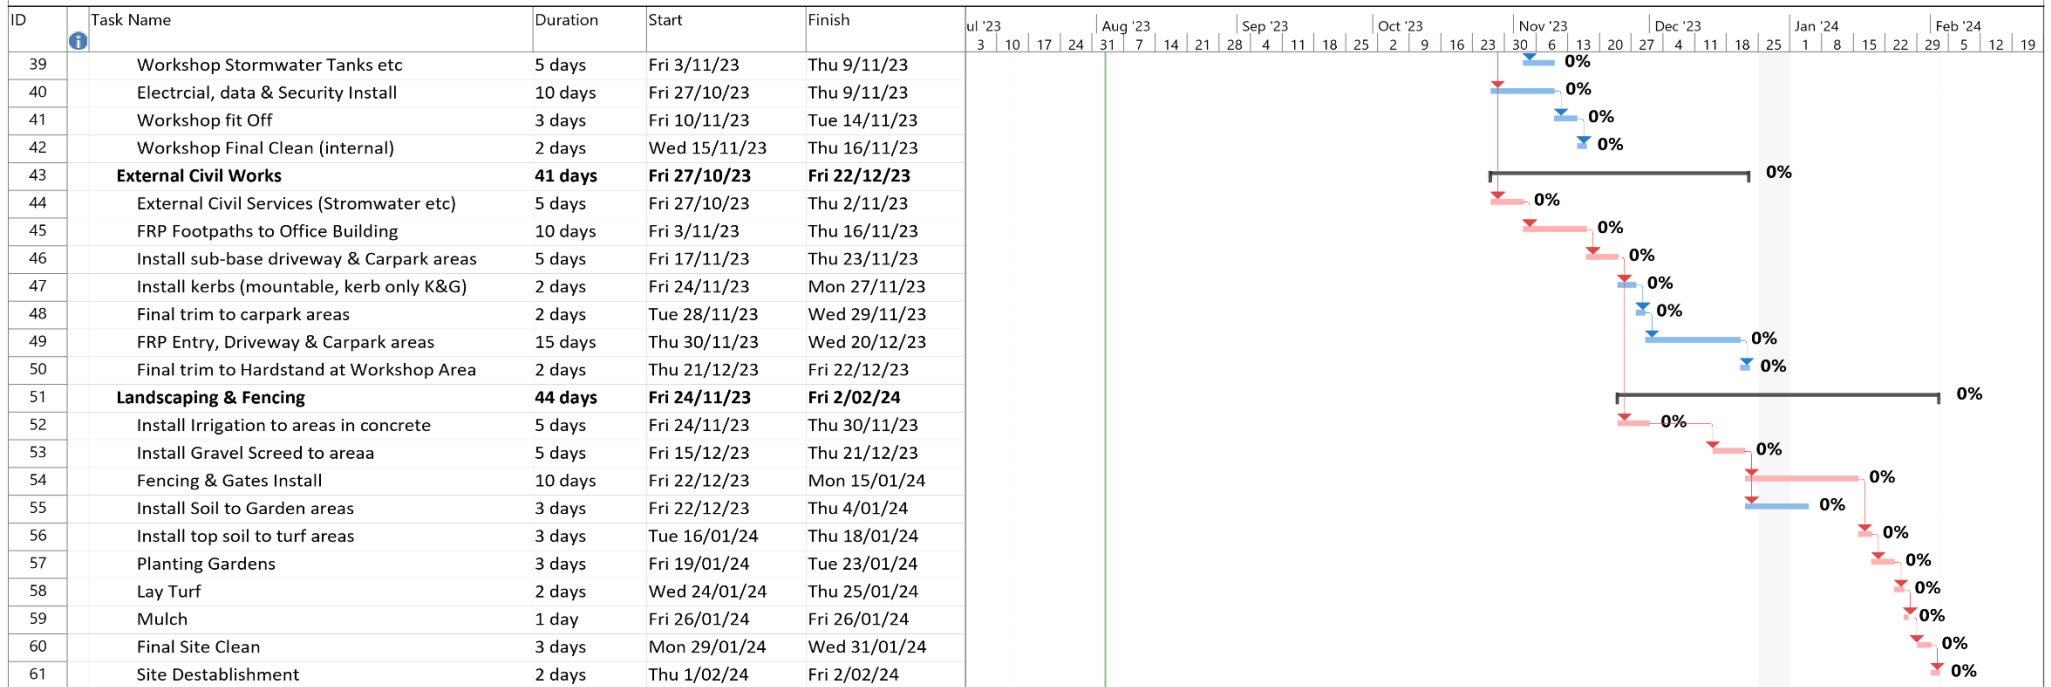 ID Task Name Duration Start Finish ul '23 Aug '23 Sep '23 Oct '23 Nov '23 Dec '23 Jan '24 Feb '24
3 10 17 24 31 7 14 21 28 4 11 18 25 2 9 16 23 30 6 13 20 27 4 11 18 25 1 8 15 22 29 5 12 19
39 Workshop Stormwater Tanks etc 5 days Fri 3/11/23 Thu 9/11/23 0%
40 Electrcial, data & Security Install 10 days Fri 27/10/23 Thu 9/11/23 0%
41 Workshop fit Off 3 days Fri 10/11/23 Tue 14/11/23 0%
42 Workshop Final Clean (internal) 2 days Wed 15/11/23 Thu 16/11/23 0%
43 External Civil Works 41 days Fri 27/10/23 Fri 22/12/23 0%
44 External Civil Services (Stromwater etc) 5 days Fri 27/10/23 Thu 2/11/23 0%
45 FRP Footpaths to Office Building 10 days Fri 3/11/23 Thu 16/11/23 0%
46 Install sub-base driveway & Carpark areas 5 days Fri 17/11/23 Thu 23/11/23 0%
47 Install kerbs (mountable, kerb only K&G) 2 days Fri 24/11/23 Mon 27/11/23 0%
48 Final trim to carpark areas 2 days Tue 28/11/23 Wed 29/11/23 0%
49 FRP Entry, Driveway & Carpark areas 15 days Thu 30/11/23 Wed 20/12/23 0%
50 Final trim to Hardstand at Workshop Area 2 days Thu 21/12/23 Fri 22/12/23 0%
51 Landscaping & Fencing 44 days Fri 24/11/23 Fri 2/02/24 0%
52 Install Irrigation to areas in concrete 5 days Fri 24/11/23 Thu 30/11/23 0%
53 Install Gravel Screed to areaa 5 days Fri 15/12/23 Thu 21/12/23 0%
54 Fencing & Gates Install 10 days Fri 22/12/23 Mon 15/01/24 0%
55 Install Soil to Garden areas 3 days Fri 22/12/23 Thu 4/01/24 0%
56 Install top soil to turf areas 3 days Tue 16/01/24 Thu 18/01/24 0%
57 Planting Gardens 3 days Fri 19/01/24 Tue 23/01/24 0%
58 Lay Turf 2 days Wed 24/01/24 Thu 25/01/24 0%
59 Mulch 1 day Fri 26/01/24 Fri 26/01/24 0%
60 Final Site Clean 3 days Mon 29/01/24 Wed 31/01/24 0%
61 Site Destablishment 2 days Thu 1/02/24 Fri 2/02/24 0%